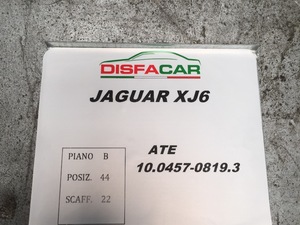 DISFACAR
JAGUAR XJ6
ATE
10.0457-0819.3
PIANO B
POSIZ. 44
SCAFF. 22